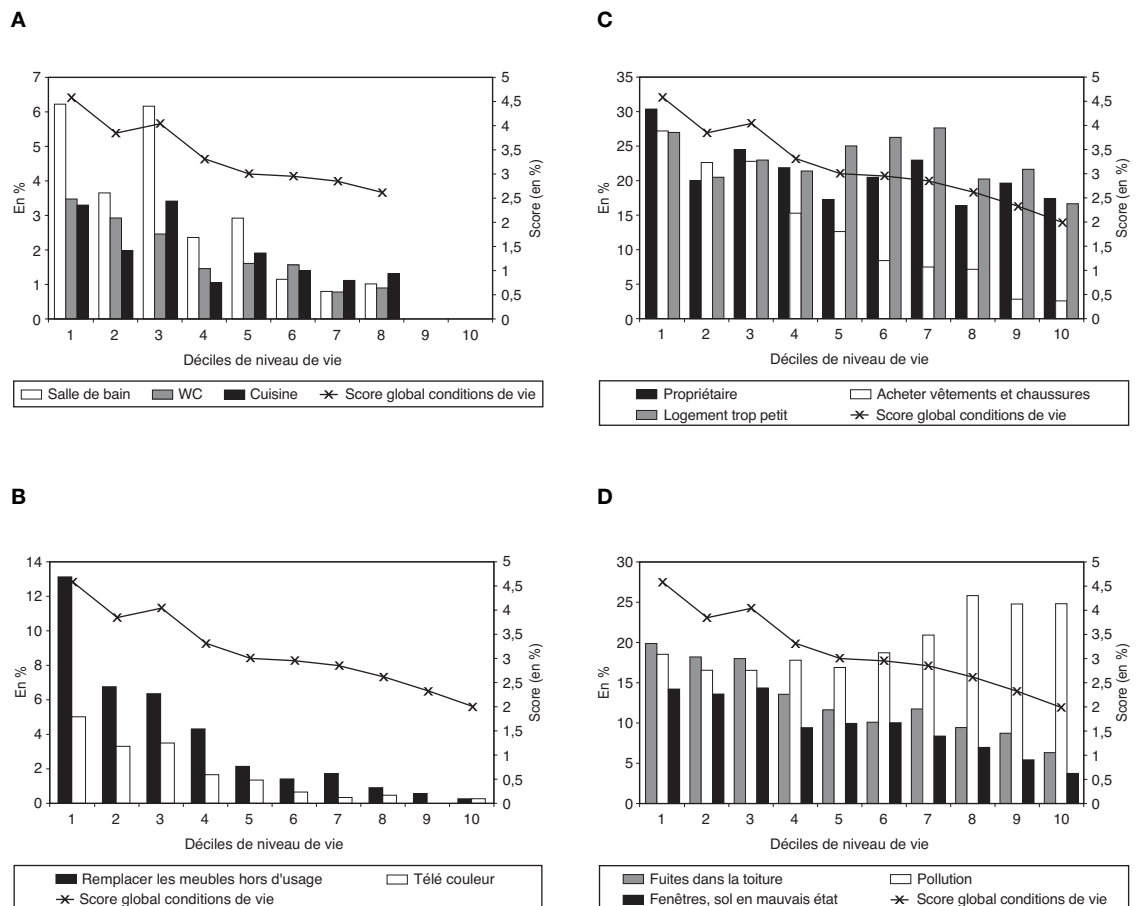 A
7
6
5
4
3
2
1
0
En %
5
4,5
4
3,5
3
2,5
2
1,5
1
0,5
0
Score (en %)
1 2 3 4 5 6 7 8 9 10
Déciles de niveau de vie
Salle de bain WC Cuisine Score global conditions de vie
C
35
30
25
20
15
10
5
0
En %
5
4,5
4
3,5
3
2,5
2
1,5
1
0,5
0
Score (en %)
1 2 3 4 5 6 7 8 9 10
Déciles de niveau de vie
Propriétaire Acheter vêtements et chaussures
Logement trop petit Score global conditions de vie
B
14
12
10
8
6
4
2
0
En %
5
4,5
4
3,5
3
2,5
2
1,5
1
0,5
0
Score (en %)
1 2 3 4 5 6 7 8 9 10
Déciles de niveau de vie
Remplacer les meubles hors d'usage Télé couleur
Score global conditions de vie
D
30
25
20
15
10
5
0
En %
5
4,5
4
3,5
3
2,5
2
1,5
1
0,5
0
Score (en %)
1 2 3 4 5 6 7 8 9 10
Déciles de niveau de vie
Fuites dans la toiture Pollution
Fenêtres, sol en mauvais état Score global conditions de vie